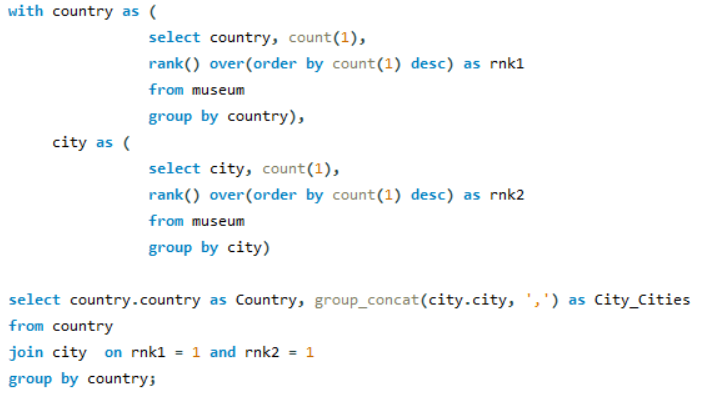 with country as (
select country, count(1),
rank() over(order by count(1) desc) as rnk1
from museum
group by country),
city as (
select city, count(1),
rank() over(order by count(1) desc) as rnk2
from museum
group by city)
select country.country as Country, group_concat(city.city, ',') as City_Cities
from country
join city  on rnk1 = 1 and rnk2 = 1
group by country;